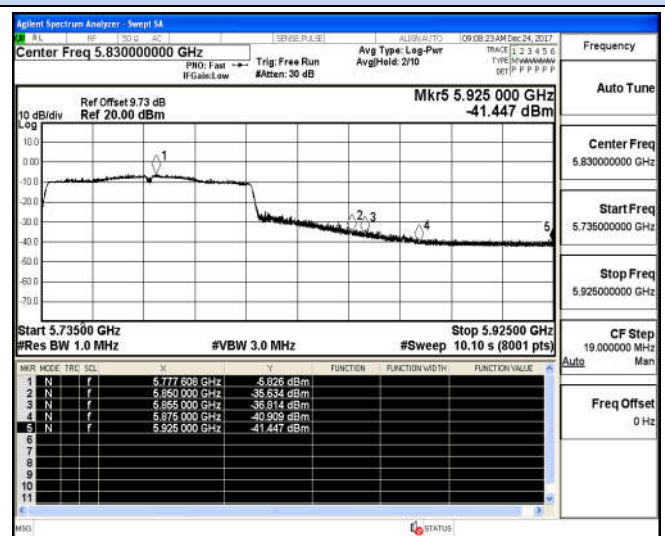 Agilent Spectrum Analyzer - Swept SA
RL RF 50 Ω AC SENSE:PULSE ALIGN AUTO 09:08:23 AM Dec 24, 2017
Center Freq 5.830000000 GHz Avg Type: Log-Pwr TRACE 1 2 3 4 5 6 Frequency
PNO: Fast Trig: Free Run Avg|Hold: 2/10 TYPE M
IFGain:Low #Atten: 30 dB DET P P P P P P
Auto Tune
Mkr5 5.925 000 GHz
-41.447 dBm
Ref Offset 9.73 dB
10 dB/div Ref 20.00 dBm
Log
10.0
0.00
-10.0
-20.0
-30.0
-40.0
-50.0
-60.0
-70.0
1
2 3
4
5
Start 5.73500 GHz Stop 5.92500 GHz
#Res BW 1.0 MHz #VBW 3.0 MHz #Sweep 10.10 s (8001 pts)
MKR MODE TRC SCL X Y FUNCTION FUNCTION WIDTH FUNCTION VALUE
1 N f 5.777 608 GHz -5.826 dBm
2 N f 5.850 000 GHz -35.634 dBm
3 N f 5.855 000 GHz -36.814 dBm
4 N f 5.875 000 GHz -40.909 dBm
5 N f 5.925 000 GHz -41.447 dBm
6
7
8
9
10
11
Center Freq
5.830000000 GHz
Start Freq
5.735000000 GHz
Stop Freq
5.925000000 GHz
CF Step
19.000000 MHz
Auto Man
Freq Offset
0 Hz
MSG STATUS